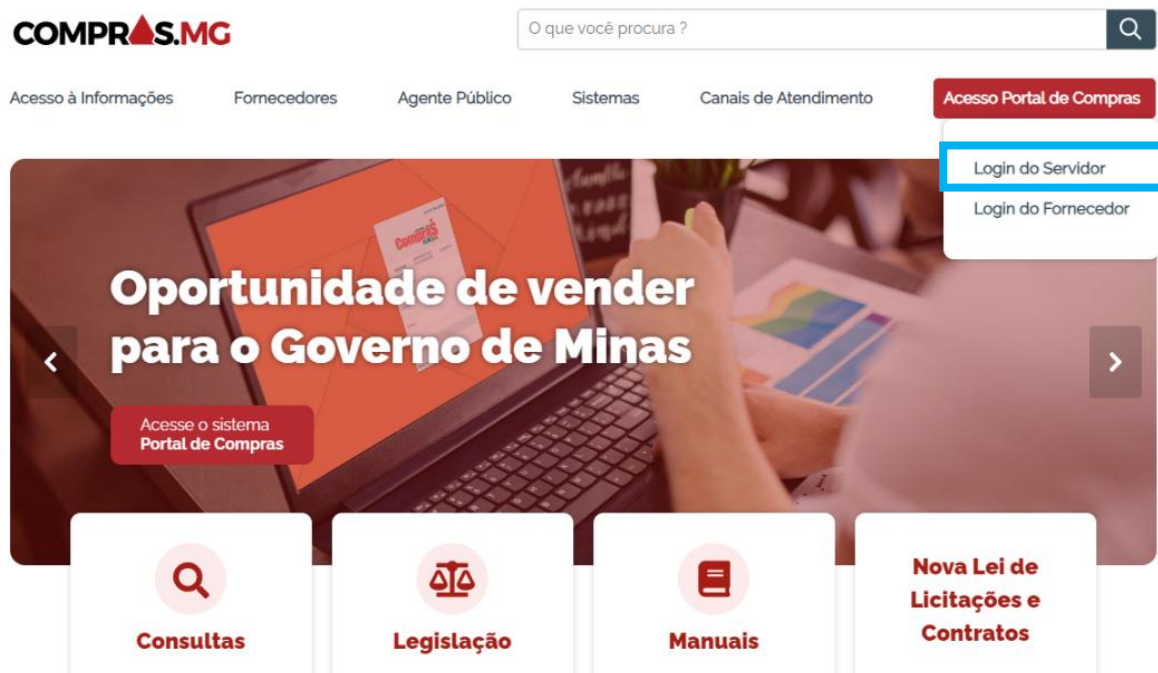 COMPRAS.MG
O que você procura ?
Acesso à Informações Fornecedores Agente Público Sistemas Canais de Atendimento Acesso Portal de Compras
Login do Servidor
Login do Fornecedor
Compras
Oportunidade de vender
para o Governo de Minas
Acesse o sistema
Portal de Compras
Consultas
Legislação
Manuais
Nova Lei de
Licitações e
Contratos